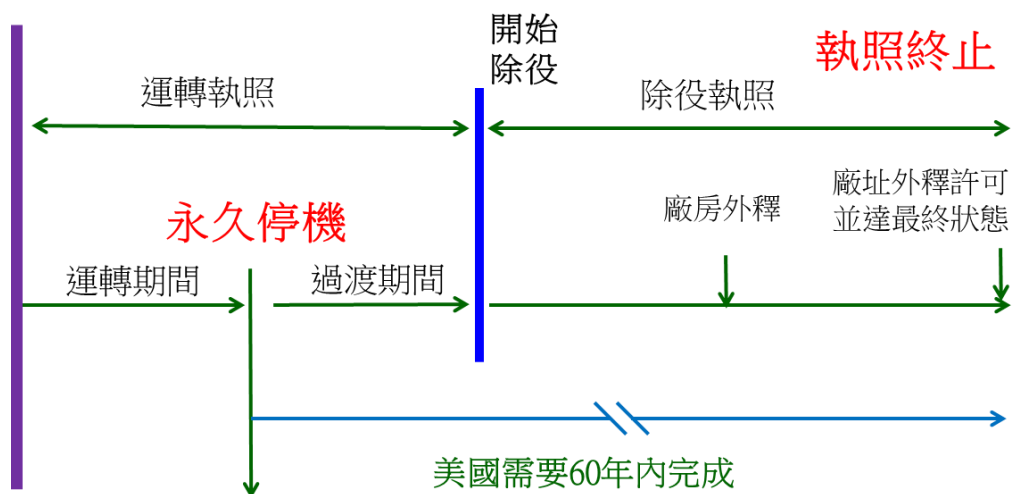 開始
除役
執照終止
運轉執照
除役執照
廠房外釋
廠址外釋許可
並達最終狀態
永久停機
運轉期間
過渡期間
美國需要60年內完成